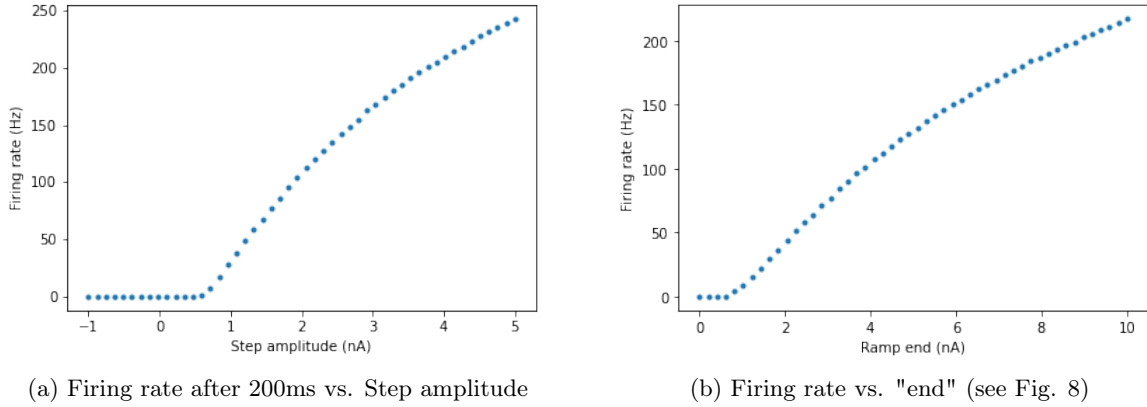 250
200
150
100
50
0
Firing rate (Hz)
−1 0 1 2 3 4 5
Step amplitude (nA)
(a) Firing rate after 200ms vs. Step amplitude
200
150
100
50
0
Firing rate (Hz)
0 2 4 6 8 10
Ramp end (nA)
(b) Firing rate vs. "end" (see Fig. 8)